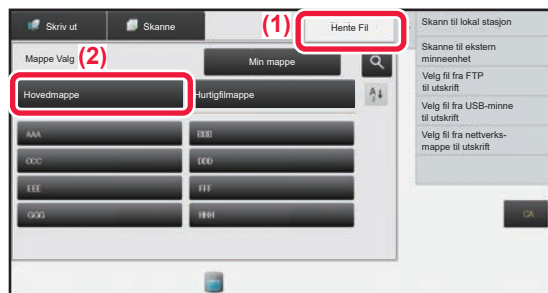 Skriv ut
Skanne
(1)
Hente Fil
Mappe Valg
(2)
Min mappe
Hovedmappe
Hurtigfilmappe
AAA
BBB
CCC
DDD
EEE
FFF
GGG
HHH
Skann til lokal stasjon
Skanne til ekstern
minneenhet
Velg fil fra FTP
til utskrift
Velg fil fra USB-minne
til utskrift
Velg fil fra nettverks-
mappe til utskrift
CA